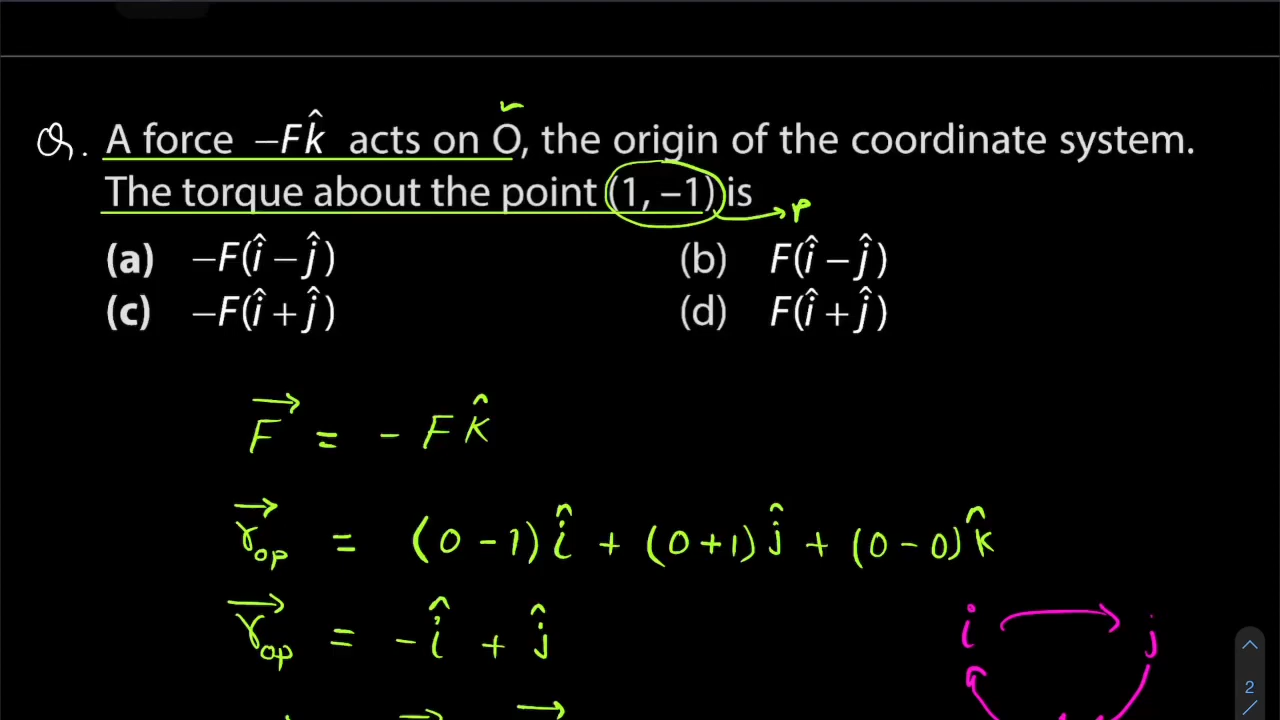 Q. A force −Fk̂ acts on O, the origin of the coordinate system.
The torque about the point (1, −1) is
P
(a) −F(î − ĵ) (b) F(î − ĵ)
(c) −F(î + ĵ) (d) F(î + ĵ)
F⃗ = - F k̂
r⃗op = (0 - 1) î + (0+1) ĵ + (0 - 0) k̂
i j
r⃗op = - î + ĵ
2